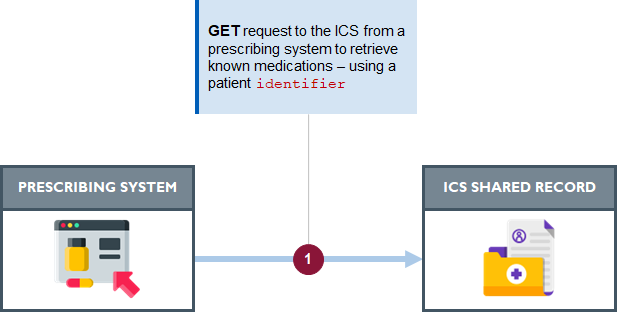 GET request to the ICS from a
prescribing system to retrieve
known medications – using a
patient identifier
PRESCRIBING SYSTEM
ICS SHARED RECORD
1